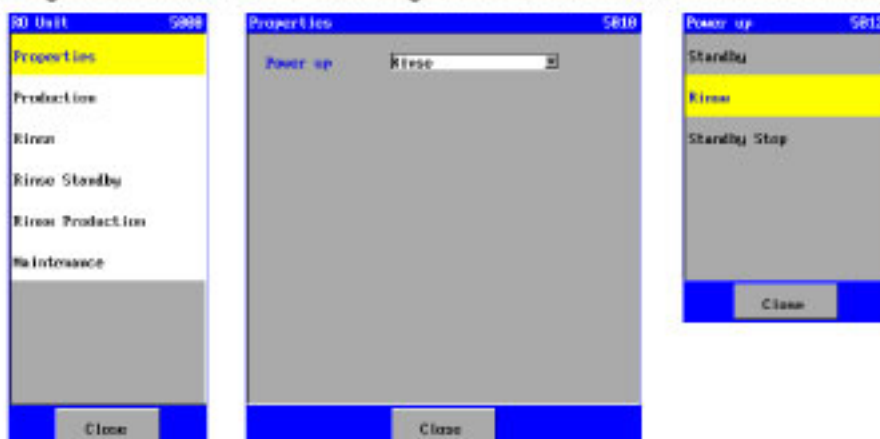 RO Unit 5000
Properties
Production
Rinse
Rinse Standby
Rinse Production
Maintenance
Close
Properties 5010
Power up Rinse
Close
Power up 5012
Standby
Rinse
Standby Stop
Close